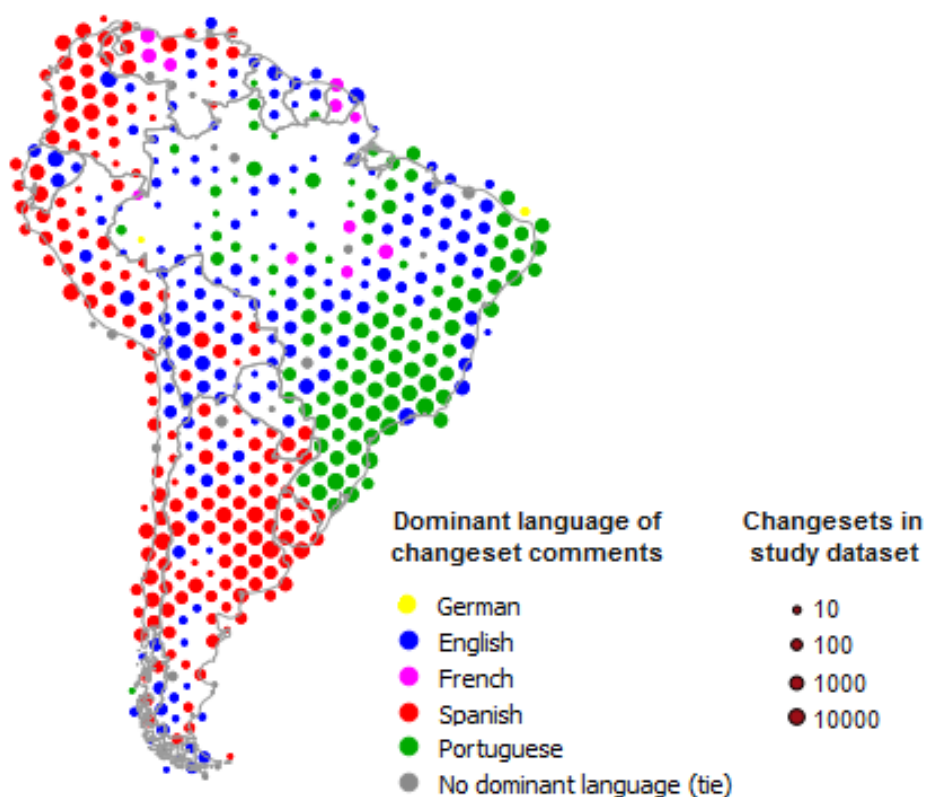 Dominant language of
changeset comments
German
English
French
Spanish
Portuguese
No dominant language (tie)
Changesets in
study dataset
10
100
1000
10000